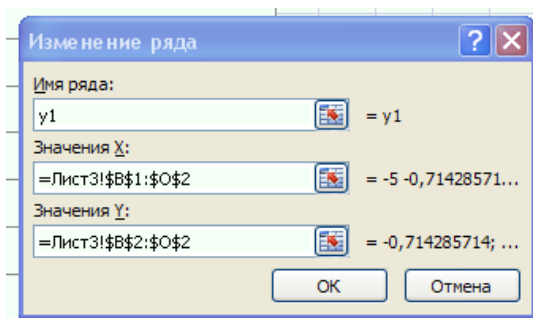 Изменение ряда
Имя ряда:
y1 = y1
Значения X:
=Лист3!$B$1:$O$2 = -5 -0,71428571...
Значения Y:
=Лист3!$B$2:$O$2 = -0,714285714; ...
ОК Отмена